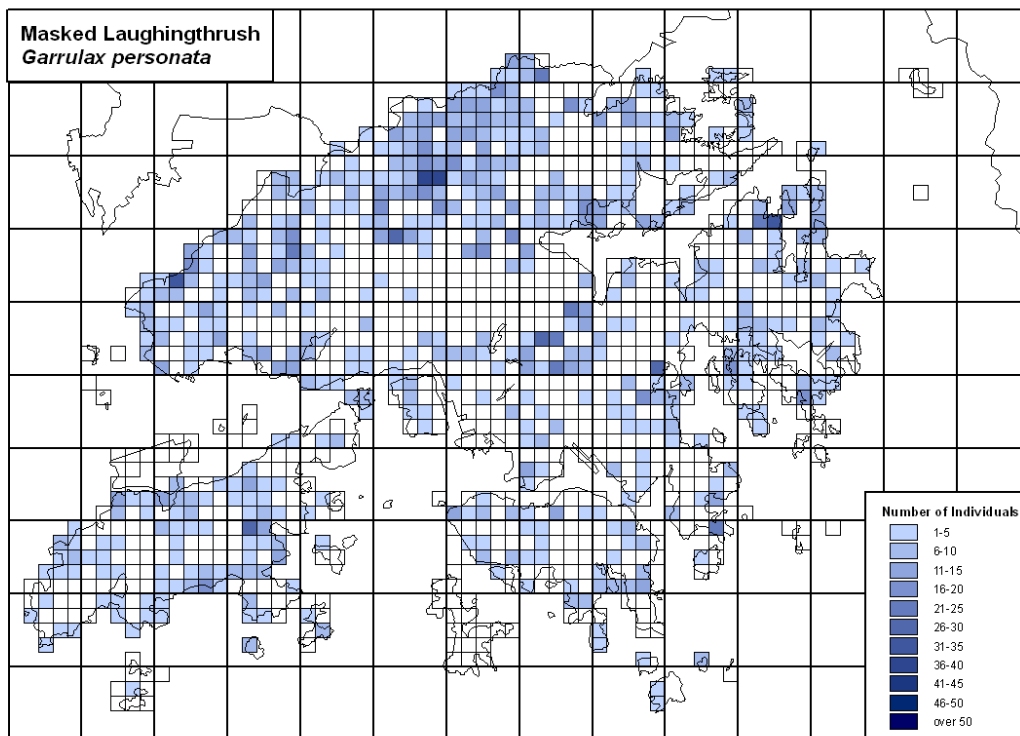 Masked Laughingthrush
Garrulax personata
Number of Individuals
1-5
6-10
11-15
16-20
21-25
26-30
31-35
36-40
41-45
46-50
over 50